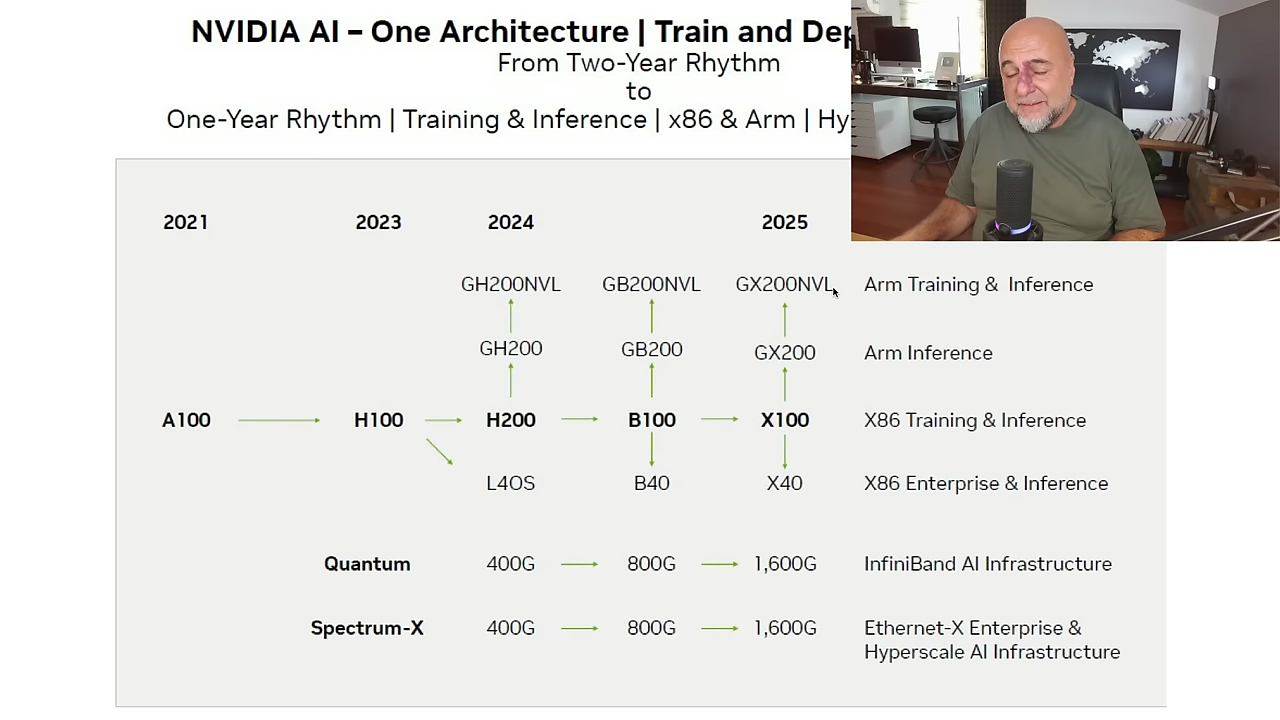 NVIDIA AI – One Architecture | Train and Dep
From Two-Year Rhythm
to
One-Year Rhythm | Training & Inference | x86 & Arm | Hy
2021 2023 2024 2025
GH200NVL GB200NVL GX200NVL Arm Training & Inference
GH200 GB200 GX200 Arm Inference
A100 H100 H200 B100 X100 X86 Training & Inference
L4OS B40 X40 X86 Enterprise & Inference
Quantum 400G 800G 1,600G InfiniBand AI Infrastructure
Spectrum-X 400G 800G 1,600G Ethernet-X Enterprise &
Hyperscale AI Infrastructure